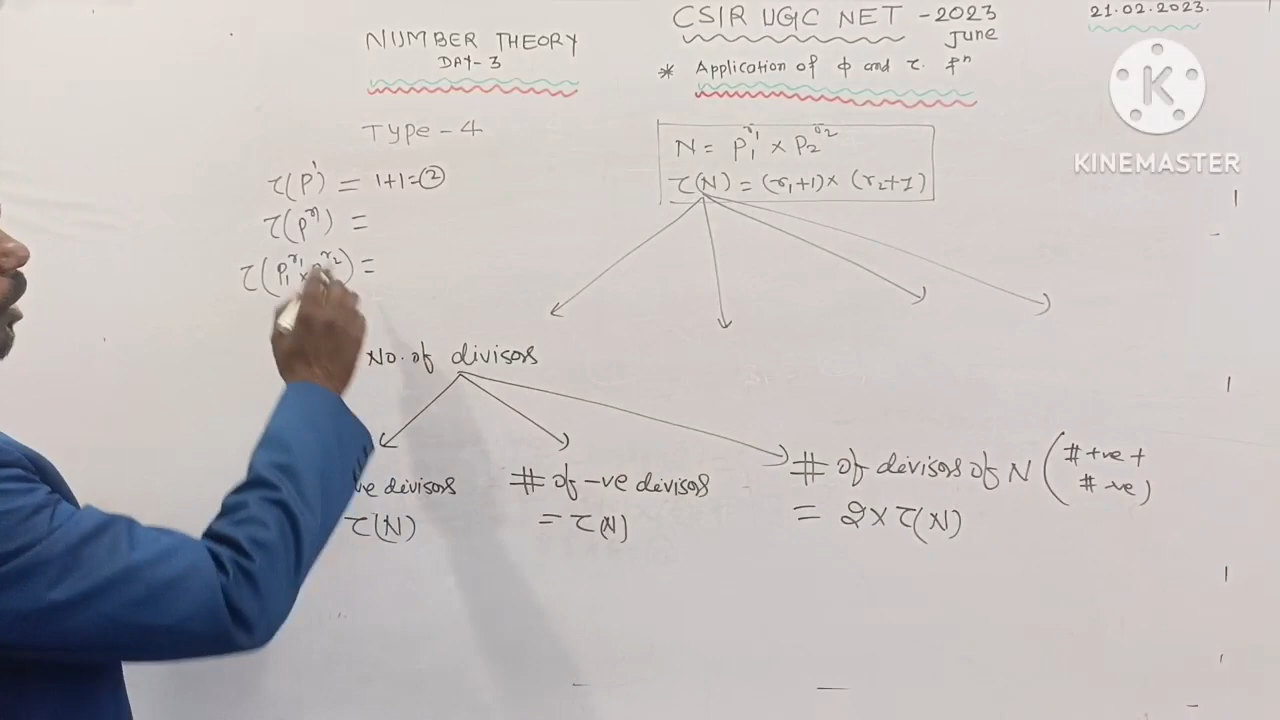 CSIR UGC NET - 2023
June
21.02.2023.
NUMBER THEORY
DAY-3
* Application of ϕ and τ. fⁿ
KINEMASTER
Type - 4
N = p₁^r₁ × p₂^r₂
τ(N) = (r₁+1) × (r₂+1)
τ(p¹) = 1+1=②
τ(pⁿ) =
τ(p₁^r₁ × p^r₂) =
No. of divisors
ve divisors
τ(N)
# of -ve divisors
= τ(N)
# of divisors of N (# +ve +
# -ve)
= 2 × τ(N)